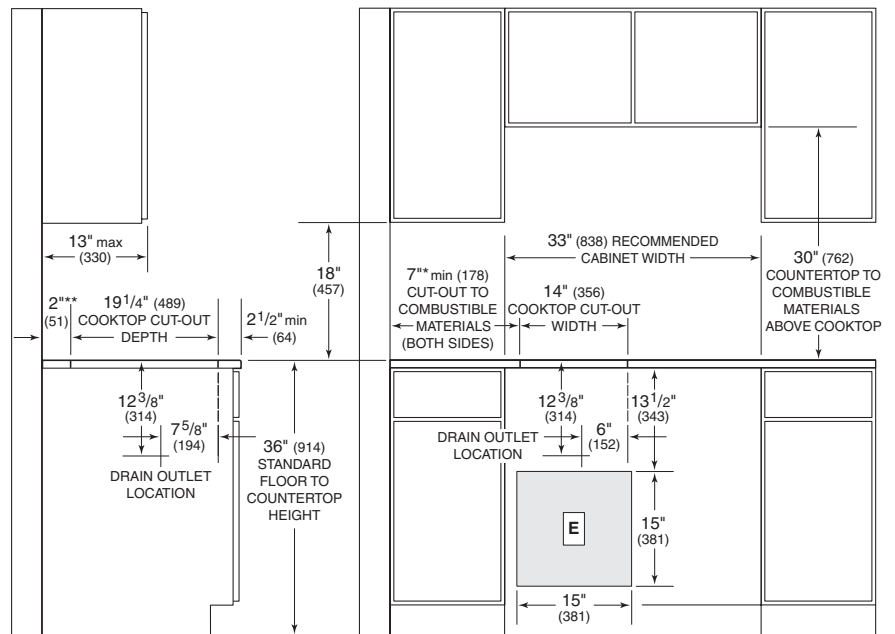 13" max
(330)
18"
(457)
2"**
(51)
19 1/4" (489)
COOKTOP CUT-OUT
DEPTH
2 1/2" min
(64)
12 3/8"
(314)
7 5/8"
(194)
DRAIN OUTLET
LOCATION
36" (914)
STANDARD
FLOOR TO
COUNTERTOP
HEIGHT
33" (838) RECOMMENDED
CABINET WIDTH
7"* min (178)
CUT-OUT TO
COMBUSTIBLE
MATERIALS
(BOTH SIDES)
14" (356)
COOKTOP CUT-OUT
WIDTH
30" (762)
COUNTERTOP TO
COMBUSTIBLE
MATERIALS
ABOVE COOKTOP
12 3/8"
(314)
13 1/2"
(343)
DRAIN OUTLET
LOCATION
6"
(152)
E
15"
(381)
15"
(381)